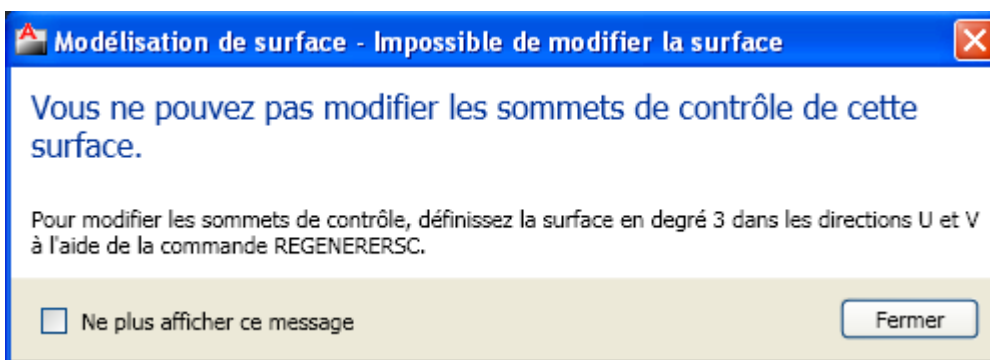 Modélisation de surface - Impossible de modifier la surface
Vous ne pouvez pas modifier les sommets de contrôle de cette
surface.
Pour modifier les sommets de contrôle, définissez la surface en degré 3 dans les directions U et V
à l'aide de la commande REGENERERSC.
Ne plus afficher ce message
Fermer